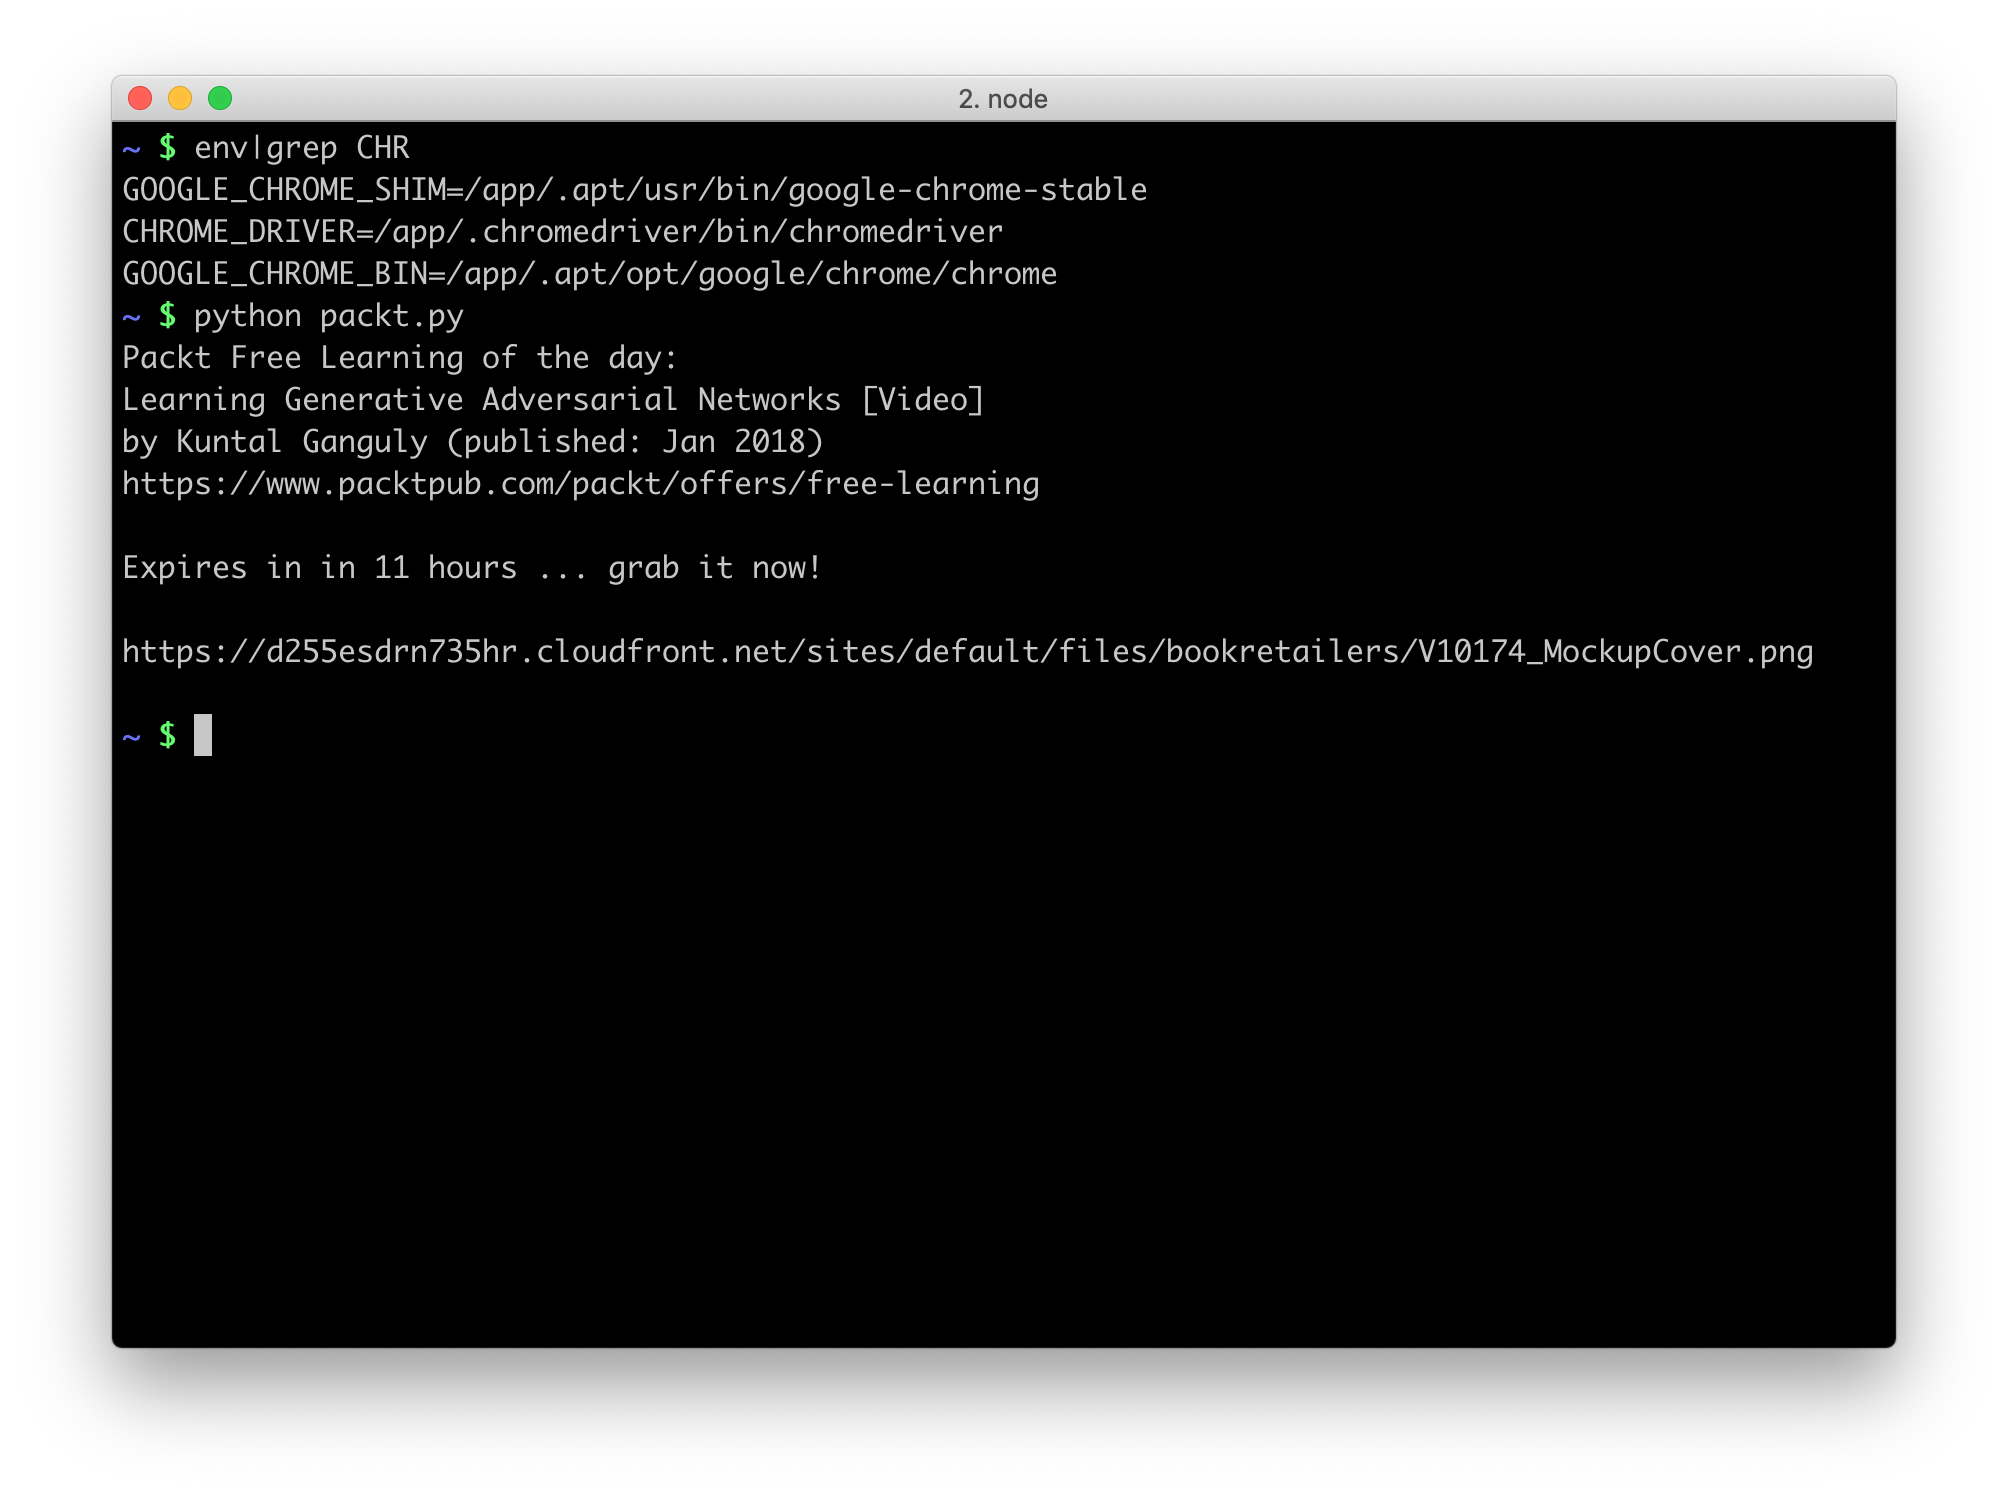 2. node
~ $ env|grep CHR
GOOGLE_CHROME_SHIM=/app/.apt/usr/bin/google-chrome-stable
CHROME_DRIVER=/app/.chromedriver/bin/chromedriver
GOOGLE_CHROME_BIN=/app/.apt/opt/google/chrome/chrome
~ $ python packt.py
Packt Free Learning of the day:
Learning Generative Adversarial Networks [Video]
by Kuntal Ganguly (published: Jan 2018)
https://www.packtpub.com/packt/offers/free-learning
Expires in in 11 hours ... grab it now!
https://d255esdrn735hr.cloudfront.net/sites/default/files/bookretailers/V10174_MockupCover.png
~ $